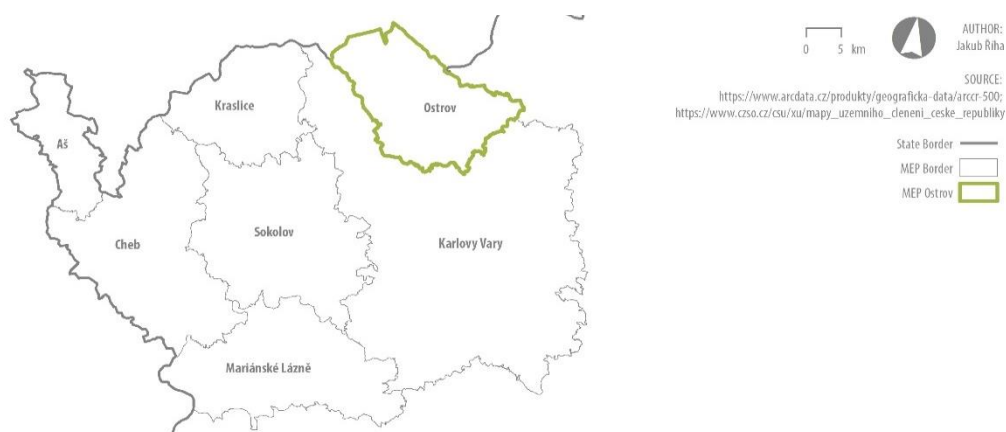 Aš
Kraslice
Ostrov
Cheb
Sokolov
Karlovy Vary
Mariánské Lázně
0 5 km
AUTHOR:
Jakub Říha
SOURCE:
https://www.arcdata.cz/produkty/geograficka-data/arccr-500;
https://www.czso.cz/csu/xu/mapy_uzemniho_cleneni_ceske_republiky
State Border
MEP Border
MEP Ostrov